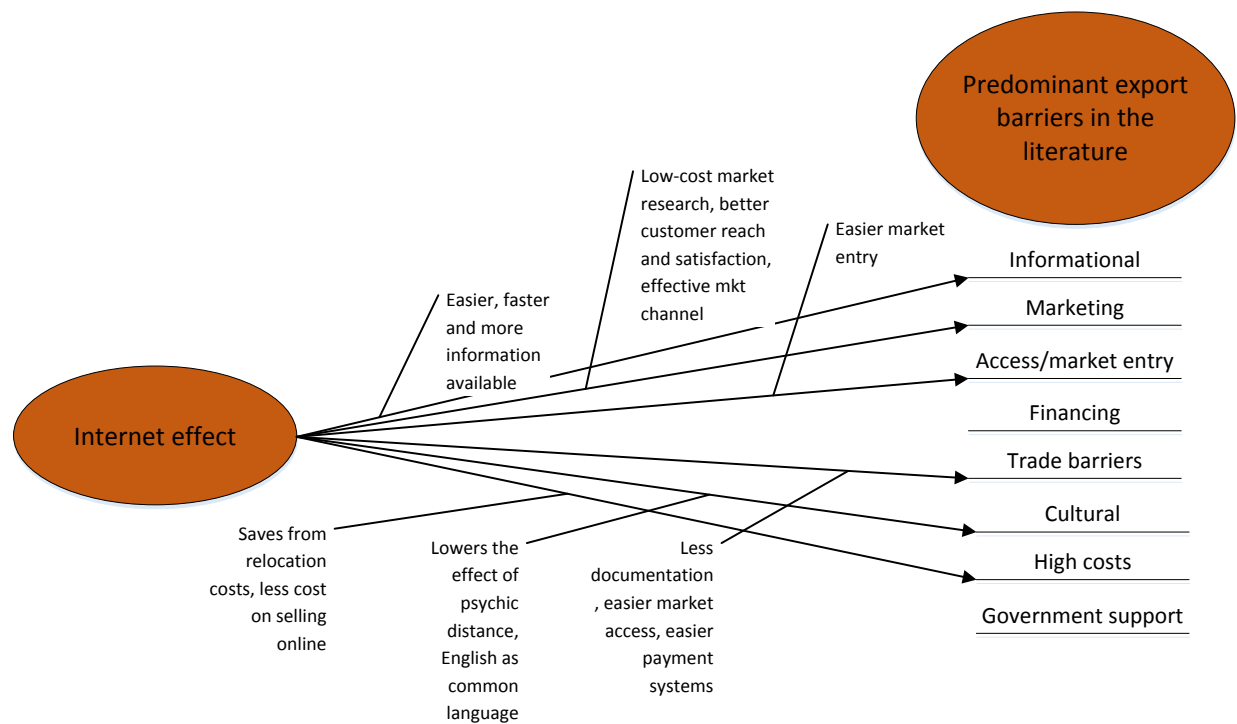 Predominant export
barriers in the
literature
Low-cost market
research, better
customer reach
and satisfaction,
effective mkt
channel
Easier market
entry
Easier, faster
and more
information
available
Informational
Marketing
Access/market entry
Financing
Trade barriers
Cultural
High costs
Government support
Internet effect
Saves from
relocation
costs, less cost
on selling
online
Lowers the
effect of
psychic
distance,
English as
common
language
Less
documentation
, easier market
access, easier
payment
systems